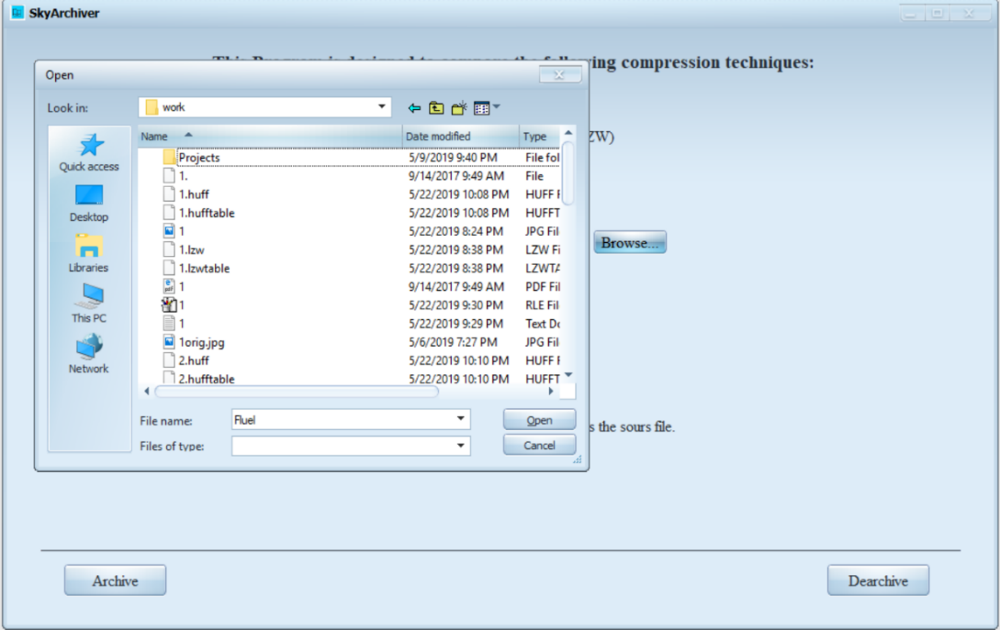 SkyArchiver
ing compression techniques:
Open
Look in: work
ZW)
Name Date modified Type
Projects 5/9/2019 9:40 PM File fol
1. 9/14/2017 9:49 AM File
1.huff 5/22/2019 10:08 PM HUFF F
1.hufftable 5/22/2019 10:08 PM HUFFT
1 5/22/2019 8:24 PM JPG Fil
1.lzw 5/22/2019 8:38 PM LZW Fi
1.lzwtable 5/22/2019 8:38 PM LZWTA
1 9/14/2017 9:49 AM PDF Fil
1 5/22/2019 9:30 PM RLE Fil
1 5/22/2019 9:29 PM Text Do
1orig.jpg 5/6/2019 7:27 PM JPG Fil
2.huff 5/22/2019 10:10 PM HUFF F
2.hufftable 5/22/2019 10:10 PM HUFFT
Quick access
Desktop
Libraries
This PC
Network
Browse...
File name: Fluel Open
s the sours file.
Files of type: Cancel
Archive Dearchive